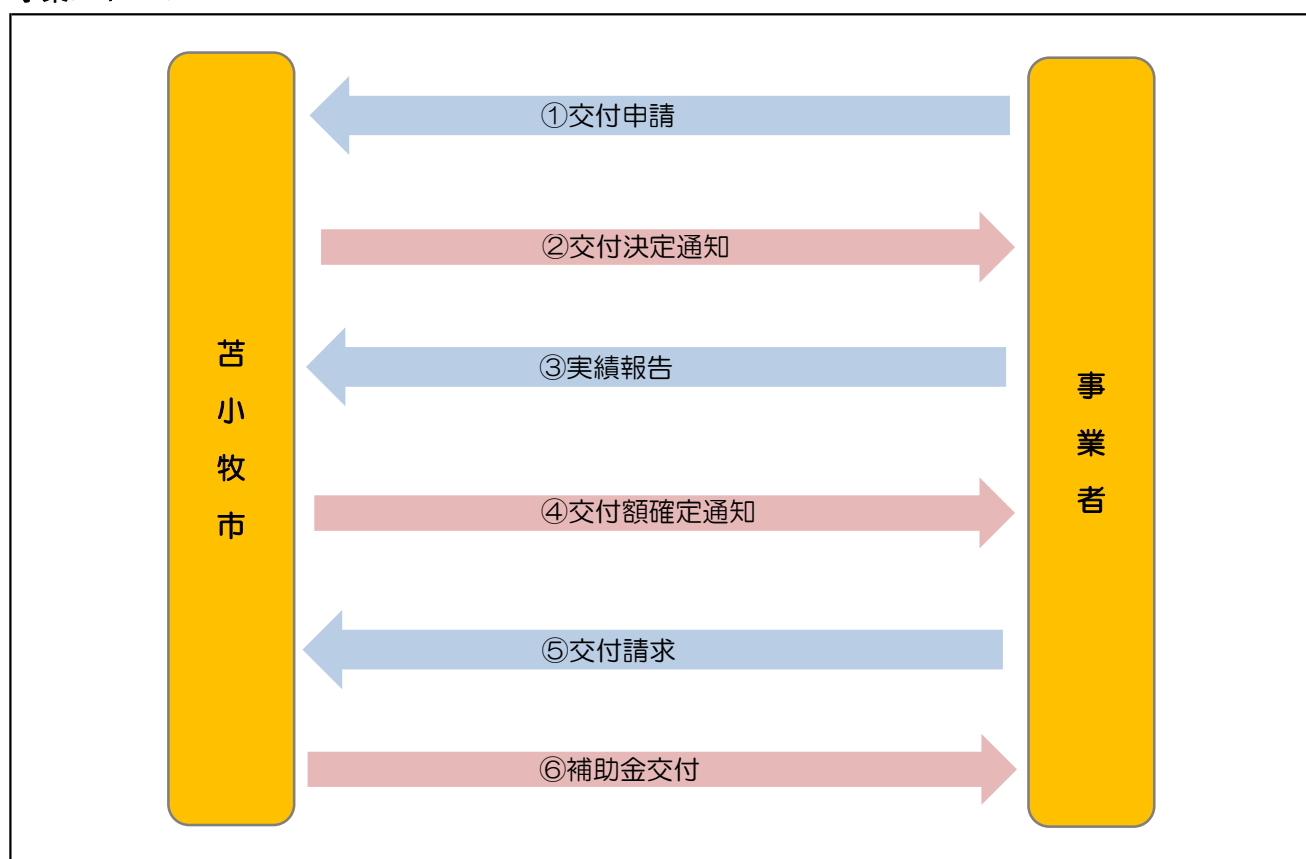 ①交付申請
②交付決定通知
③実績報告
④交付額確定通知
⑤交付請求
⑥補助金交付
苫小牧市
事業者